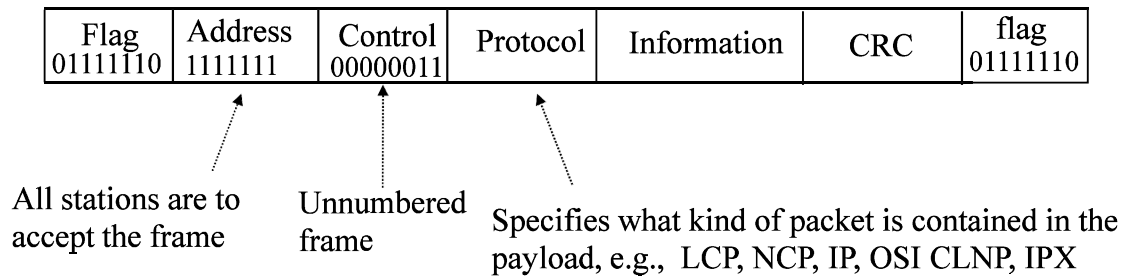 Flag
01111110
Address
1111111
Control
00000011
Protocol
Information
CRC
flag
01111110
All stations are to
accept the frame
Unnumbered
frame
Specifies what kind of packet is contained in the
payload, e.g., LCP, NCP, IP, OSI CLNP, IPX